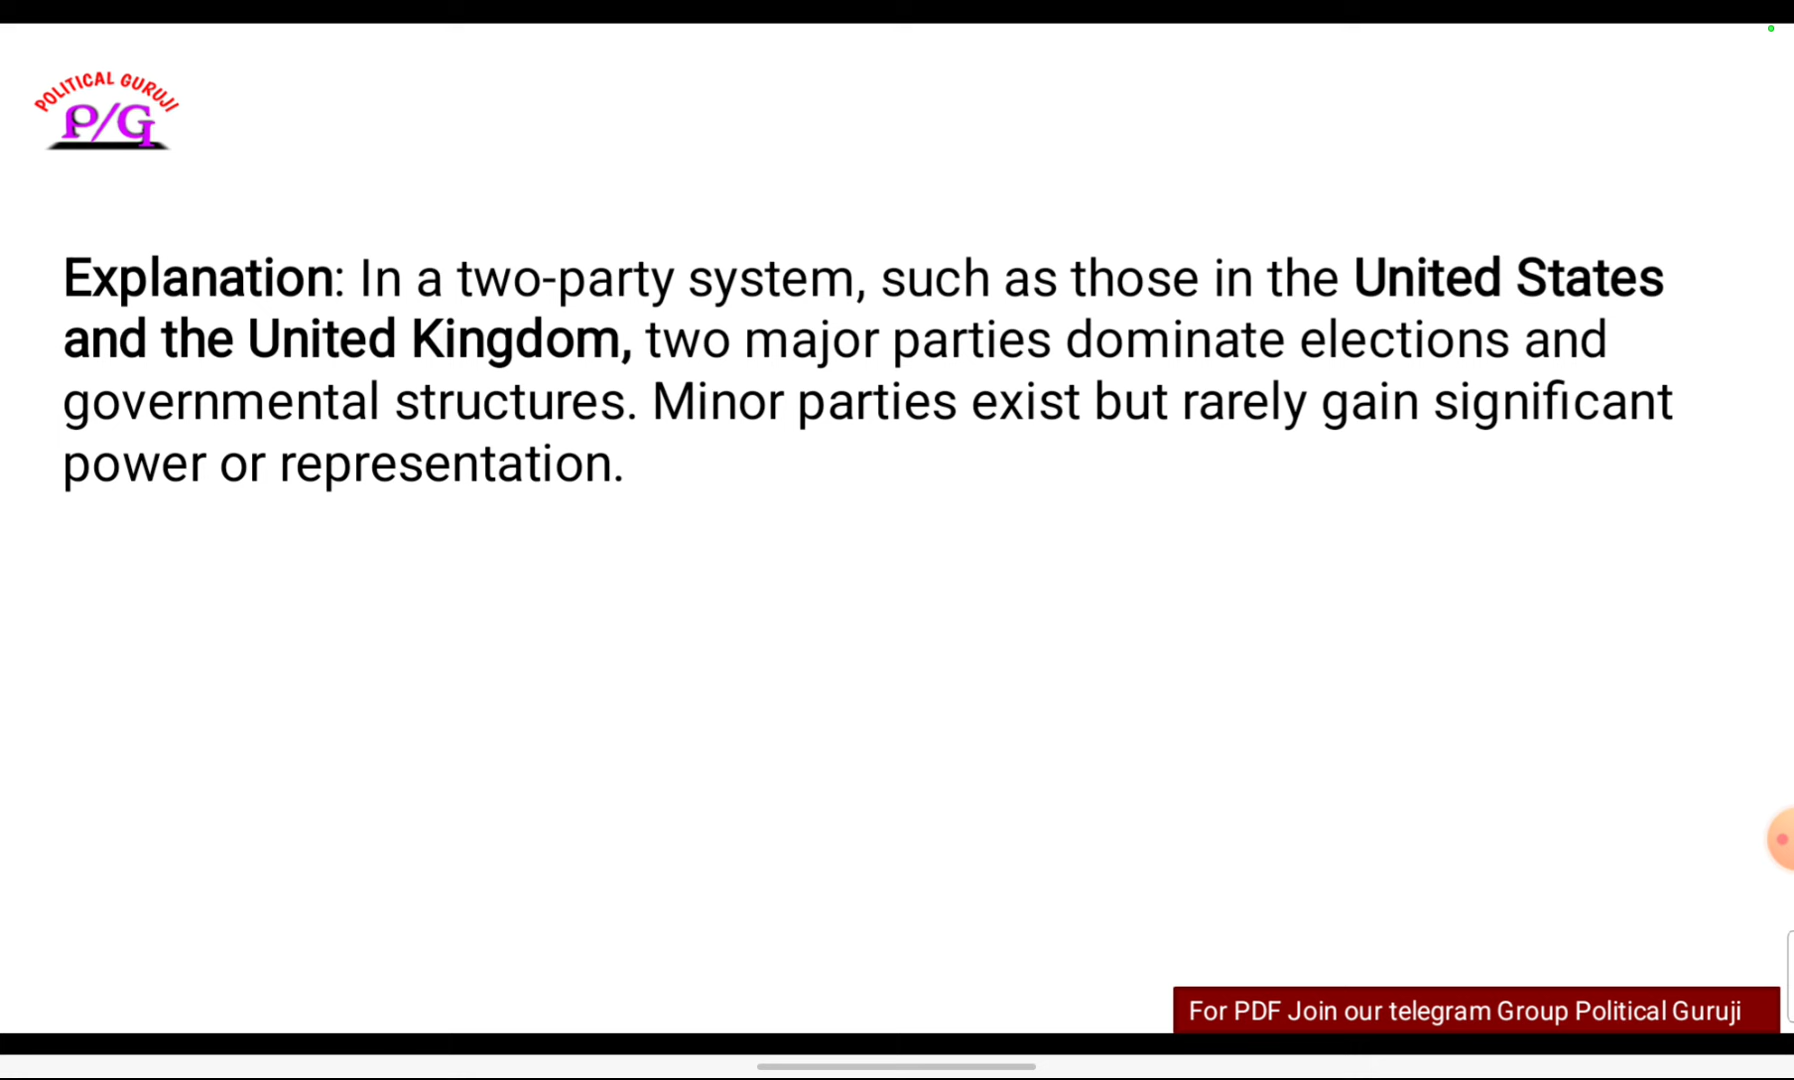 POLITICAL GURUJI
P/G
Explanation: In a two-party system, such as those in the United States
and the United Kingdom, two major parties dominate elections and
governmental structures. Minor parties exist but rarely gain significant
power or representation.
For PDF Join our telegram Group Political Guruji